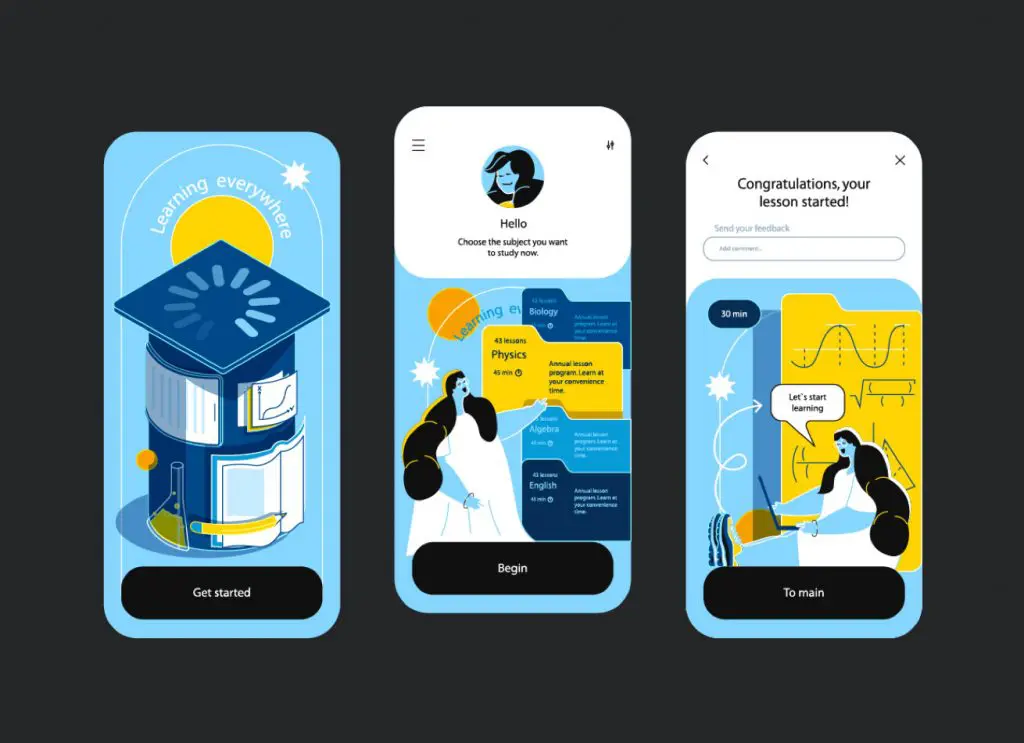 Learning everywhere
Get started
Hello
Choose the subject you want
to study now.
Learning ev
43 lessons
Biology
45 min
Annual lesson
program. Learn at
your convenience
43 lessons
Physics
45 min
Annual lesson
program. Learn at
your convenience
time.
lessons
Algebra
45 min
Annual lesson
program. Learn at
your convenience
time.
43 lessons
English
45 min
Annual lesson
program. Learn at
your convenience
time.
Begin
Congratulations, your
lesson started!
Send your feedback
Add comment...
30 min
Let`s start
learning
To main